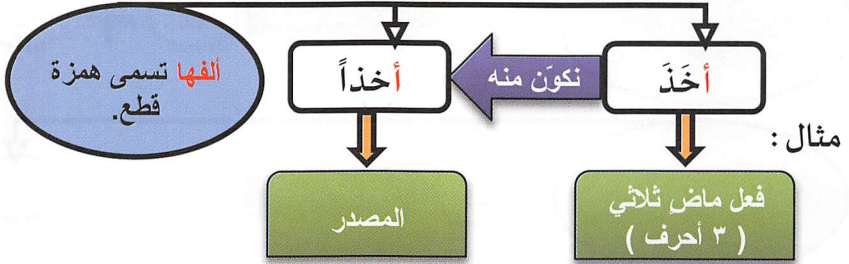 مثال :
أخَذَ
نكوّن منه
أخذاً
ألفها تسمى همزة
قطع.
فعل ماضٍ ثلاثي
( ٣ أحرف )
المصدر